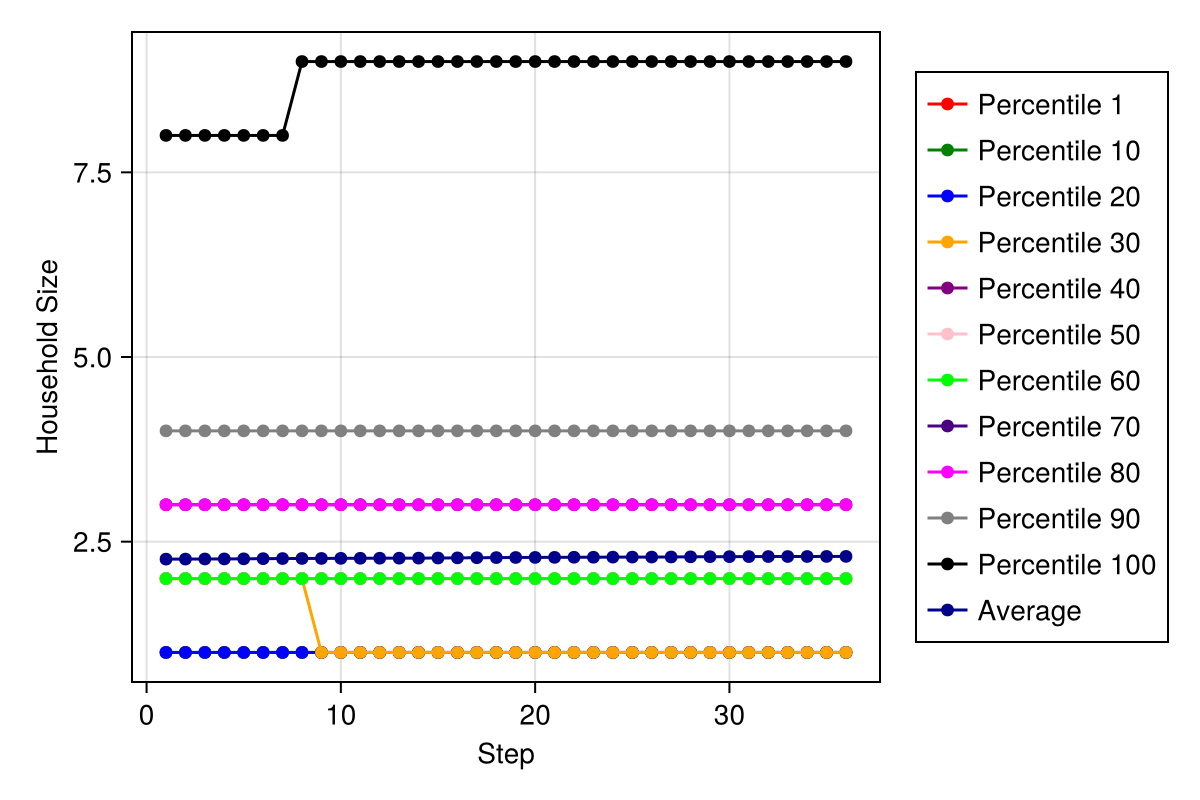 7.5
5.0
2.5
Household Size
0 10 20 30
Step
Percentile 1
Percentile 10
Percentile 20
Percentile 30
Percentile 40
Percentile 50
Percentile 60
Percentile 70
Percentile 80
Percentile 90
Percentile 100
Average